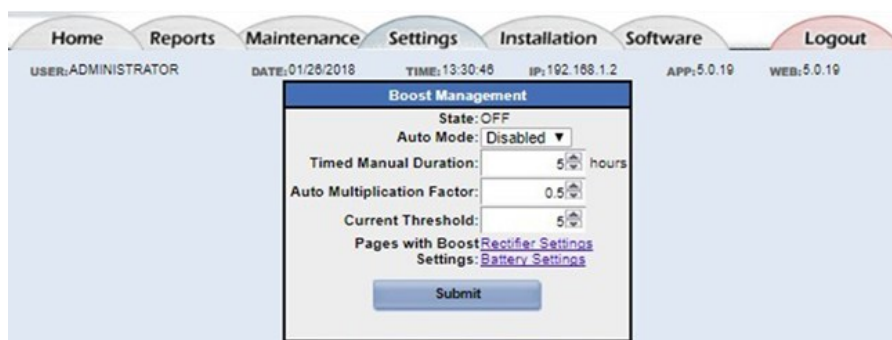 Home Reports Maintenance Settings Installation Software Logout
USER:ADMINISTRATOR DATE:01/26/2018 TIME:13:30:46 IP:192.168.1.2 APP:5.0.19 WEB:5.0.19
Boost Management
State: OFF
Auto Mode: Disabled
Timed Manual Duration: 5 hours
Auto Multiplication Factor: 0.5
Current Threshold: 5
Pages with Boost Rectifier Settings
Settings: Battery Settings
Submit